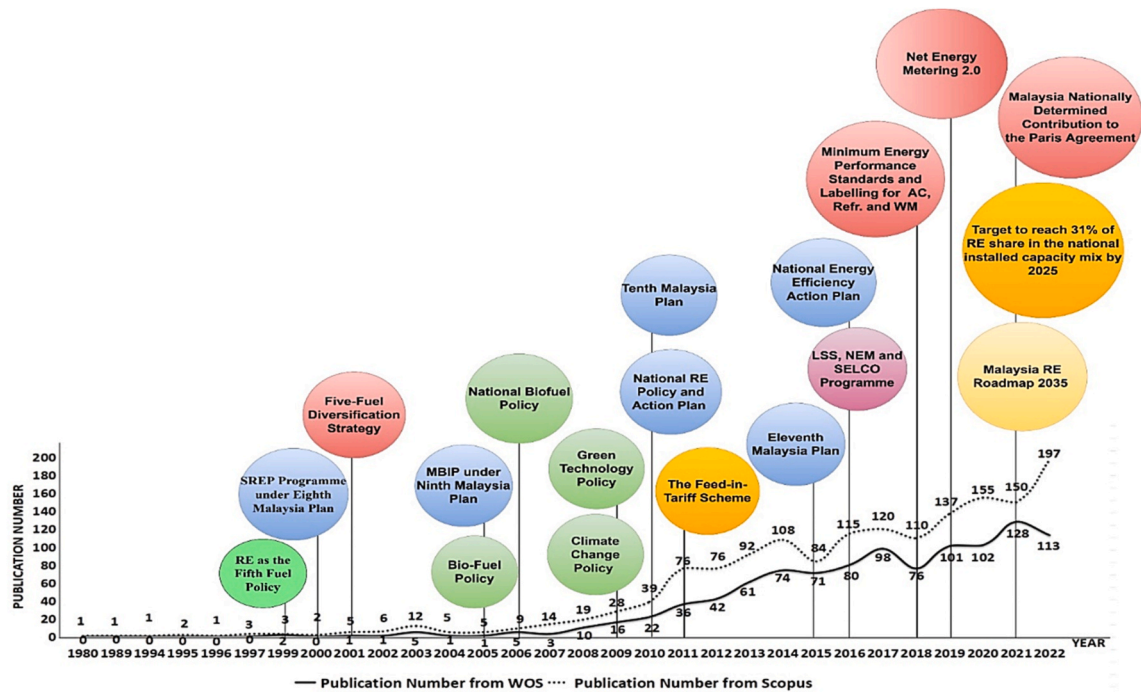 Net Energy
Metering 2.0
Malaysia Nationally
Determined
Contribution to
the Paris Agreement
Minimum Energy
Performance
Standards and
Labelling for AC,
Refr. and WM
Target to reach 31% of
RE share in the national
installed capacity mix by
2025
National Energy
Efficiency
Action Plan
Tenth Malaysia
Plan
LSS, NEM and
SELCO
Programme
Malaysia RE
Roadmap 2035
National RE
Policy and
Action Plan
National Biofuel
Policy
Five-Fuel
Diversification
Strategy
Eleventh
Malaysia Plan
Green
Technology
Policy
MBIP under
Ninth Malaysia
Plan
SREP Programme
under Eighth
Malaysia Plan
The Feed-in-
Tariff Scheme
Climate
Change
Policy
Bio-Fuel
Policy
RE as the
Fifth Fuel
Policy
PUBLICATION NUMBER
200
180
160
140
120
100
80
60
40
20
0
1 1 1 2 1 3 3 2 5 6 12 5 5 9 14 19 28 39 76 76 92 108 84 115 120 110 137 155 150 197
0 0 0 0 0 0 2 0 1 1 5 1 1 5 3 10 16 22 36 42 61 74 71 80 98 76 101 102 128 113
1980 1989 1994 1995 1996 1997 1999 2000 2001 2002 2003 2004 2005 2006 2007 2008 2009 2010 2011 2012 2013 2014 2015 2016 2017 2018 2019 2020 2021 2022
YEAR
Publication Number from WOS Publication Number from Scopus